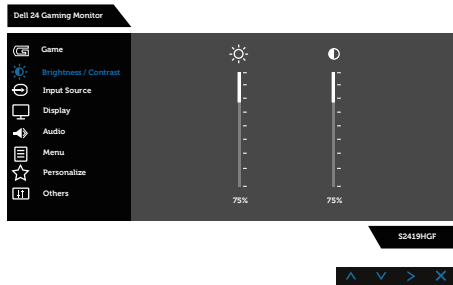 Dell 24 Gaming Monitor
Game
Brightness / Contrast
Input Source
Display
Audio
Menu
Personalize
Others
75%
75%
S2419HGF